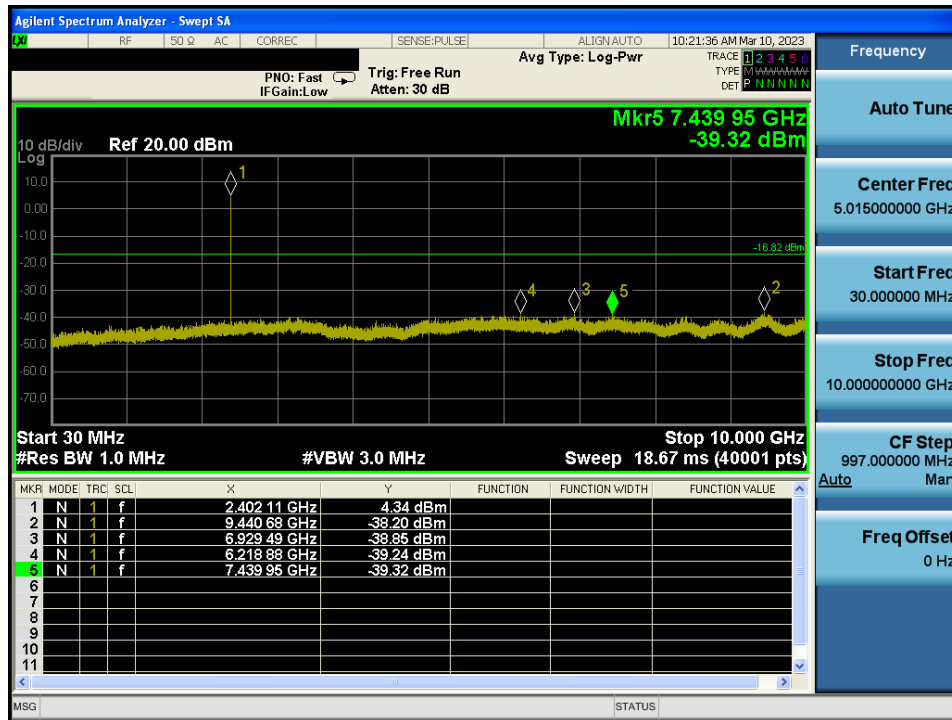 Agilent Spectrum Analyzer - Swept SA
LXI RF 50 Ω AC CORREC SENSE:PULSE ALIGN AUTO 10:21:36 AM Mar 10, 2023
Frequency
Avg Type: Log-Pwr
TRACE 1 2 3 4 5 6
PNO: Fast Trig: Free Run
TYPE M WWWWW
IFGain:Low Atten: 30 dB
DET P N N N N N
Auto Tune
Mkr5 7.439 95 GHz
-39.32 dBm
10 dB/div Ref 20.00 dBm
Log
10.0
0.00
-10.0
-20.0
-30.0
-40.0
-50.0
-60.0
-70.0
1
-16.82 dBm
4 3 5 2
Center Freq
5.015000000 GHz
Start Freq
30.000000 MHz
Stop Freq
10.000000000 GHz
Start 30 MHz Stop 10.000 GHz
#Res BW 1.0 MHz #VBW 3.0 MHz Sweep 18.67 ms (40001 pts)
CF Step
997.000000 MHz
Auto Man
MKR MODE TRC SCL X Y FUNCTION FUNCTION WIDTH FUNCTION VALUE
1 N 1 f 2.402 11 GHz 4.34 dBm
2 N 1 f 9.440 68 GHz -38.20 dBm
3 N 1 f 6.929 49 GHz -38.85 dBm
4 N 1 f 6.218 88 GHz -39.24 dBm
5 N 1 f 7.439 95 GHz -39.32 dBm
6
7
8
9
10
11
Freq Offset
0 Hz
MSG STATUS